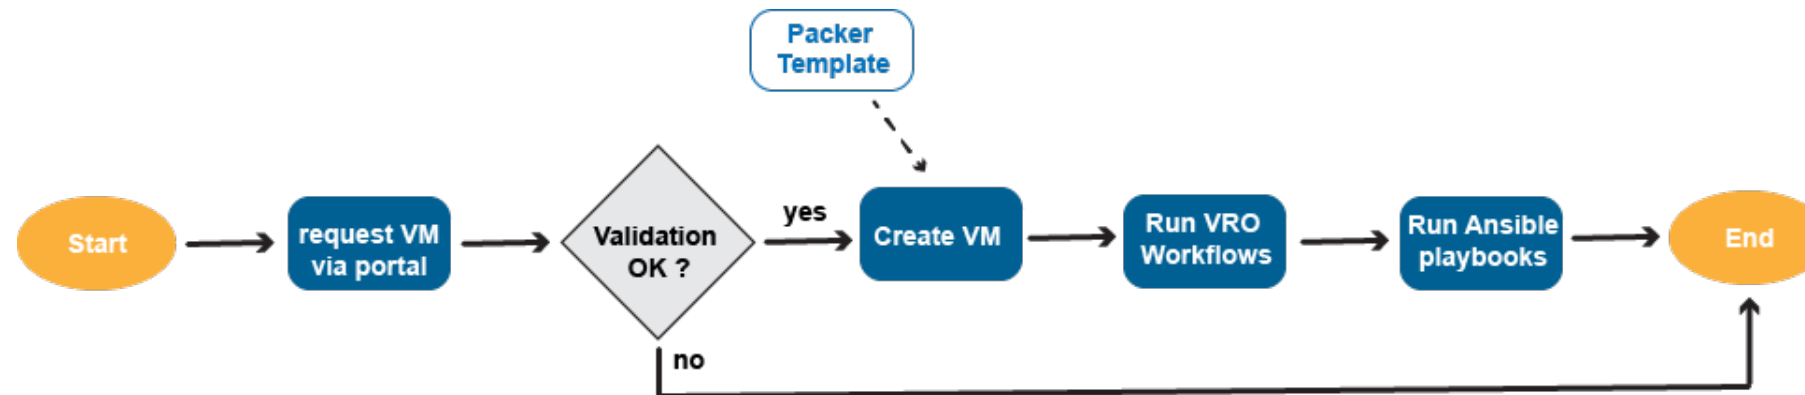 Packer
Template
Start
request VM
via portal
Validation
OK ?
yes
no
Create VM
Run VRO
Workflows
Run Ansible
playbooks
End